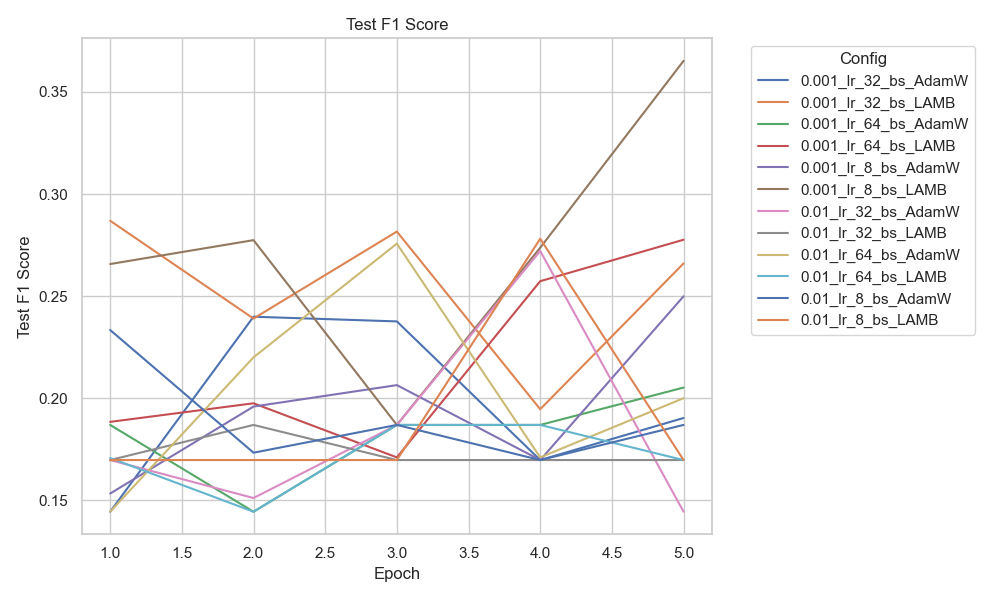 Test F1 Score
Test F1 Score
0.35
0.30
0.25
0.20
0.15
1.0 1.5 2.0 2.5 3.0 3.5 4.0 4.5 5.0
Epoch
Config
0.001_lr_32_bs_AdamW
0.001_lr_32_bs_LAMB
0.001_lr_64_bs_AdamW
0.001_lr_64_bs_LAMB
0.001_lr_8_bs_AdamW
0.001_lr_8_bs_LAMB
0.01_lr_32_bs_AdamW
0.01_lr_32_bs_LAMB
0.01_lr_64_bs_AdamW
0.01_lr_64_bs_LAMB
0.01_lr_8_bs_AdamW
0.01_lr_8_bs_LAMB